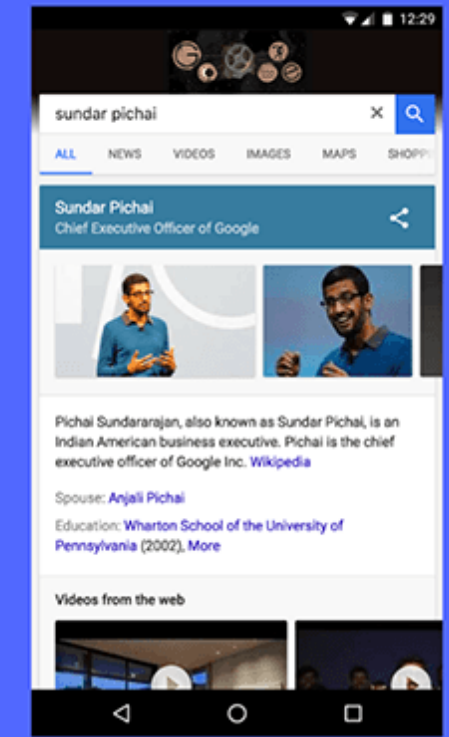 12:29
sundar pichai
ALL NEWS VIDEOS IMAGES MAPS SHOPPI
Sundar Pichai
Chief Executive Officer of Google
Pichai Sundararajan, also known as Sundar Pichai, is an
Indian American business executive. Pichai is the chief
executive officer of Google Inc. Wikipedia
Spouse: Anjali Pichai
Education: Wharton School of the University of
Pennsylvania (2002), More
Videos from the web